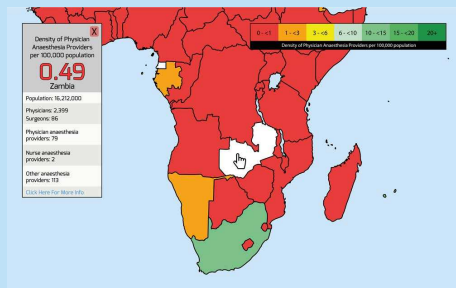 X
Density of Physician
Anaesthesia Providers
per 100,000 population
0.49
Zambia
Population: 16,212,000
Physicians: 2,399
Surgeons: 86
Physician anaesthesia
providers: 79
Nurse anaesthesia
providers: 2
Other anaesthesia
providers: 113
Click Here For More Info
0 - <1 1 - <3 3 - <6 6 - <10 10 - <15 15 - <20 20+
Density of Physician Anaesthesia Providers per 100,000 population